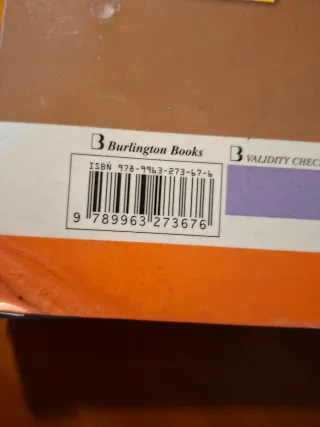 Burlington Books
VALIDITY CHEC
ISBN 978-9963-273-67-6
9 789963 273676